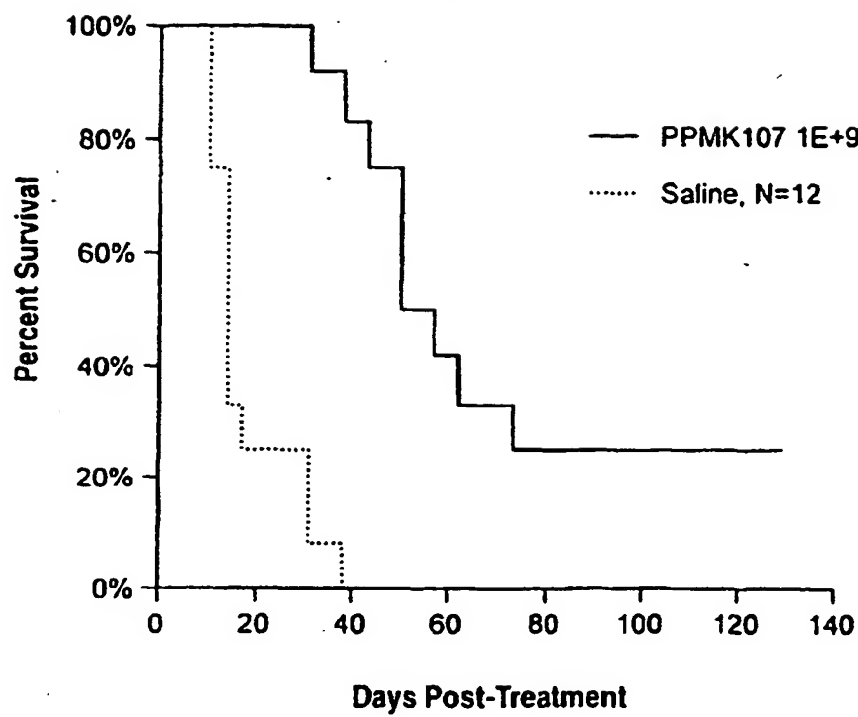 100%
80%
60%
40%
20%
0%
Percent Survival
PPMK107 1E+9
Saline, N=12
0 20 40 60 80 100 120 140
Days Post-Treatment